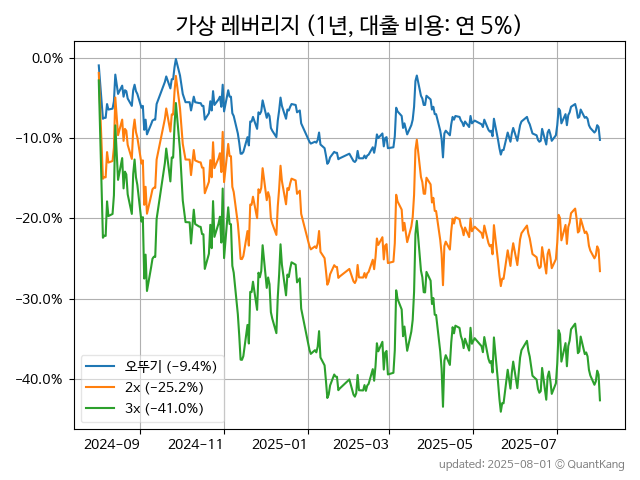 가상 레버리지 (1년, 대출 비용: 연 5%)
0.0%
−10.0%
−20.0%
−30.0%
−40.0%
오뚜기 (−9.4%)
2x (−25.2%)
3x (−41.0%)
2024-09 2024-11 2025-01 2025-03 2025-05 2025-07
updated: 2025-08-01 © QuantKang